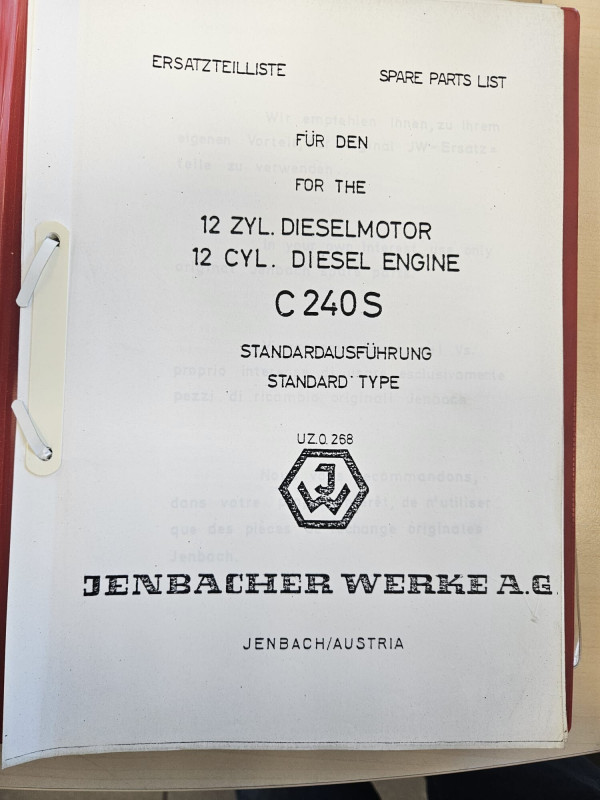 ERSATZTEILLISTE SPARE PARTS LIST
FÜR DEN
FOR THE
12 ZYL. DIESELMOTOR
12 CYL. DIESEL ENGINE
C 240 S
STANDARDAUSFÜHRUNG
STANDARD TYPE
UZ.O. 268
JW
JENBACHER WERKE A.G.
JENBACH/AUSTRIA